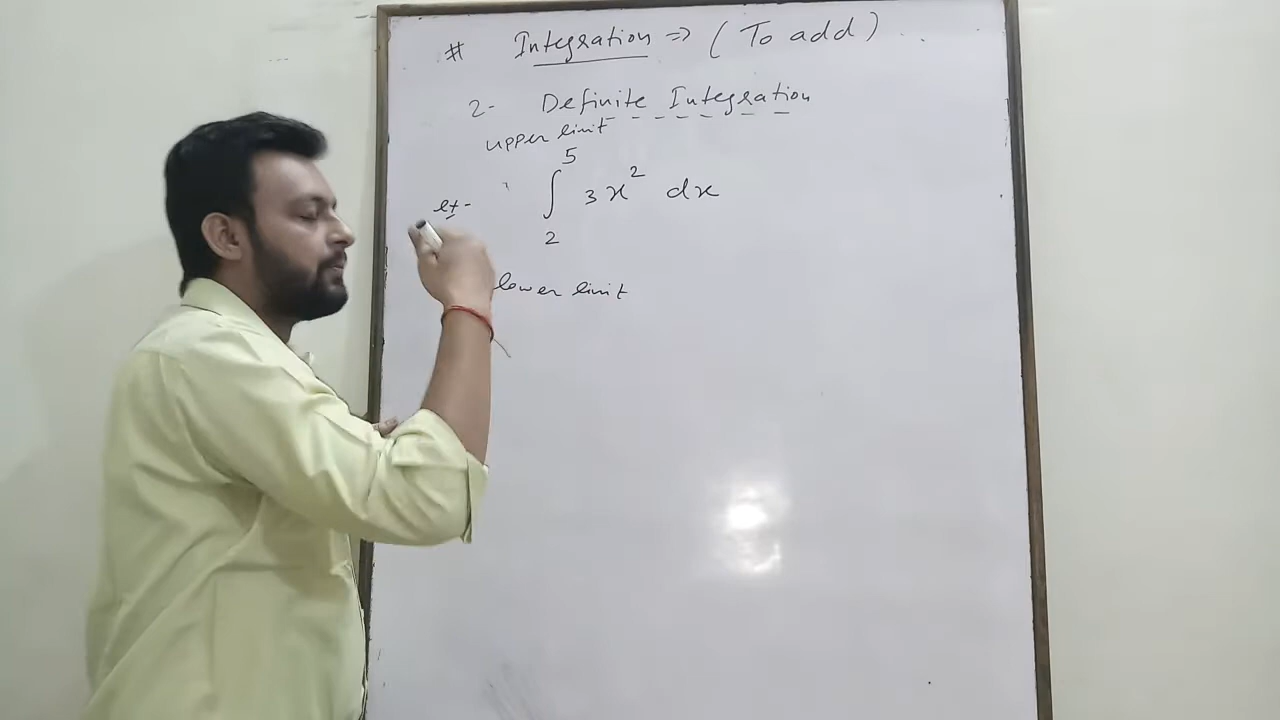 # Integration ⇒ (To add)
2- Definite Integration
upper limit
5
ex- ∫ 3x² dx
2
lower limit